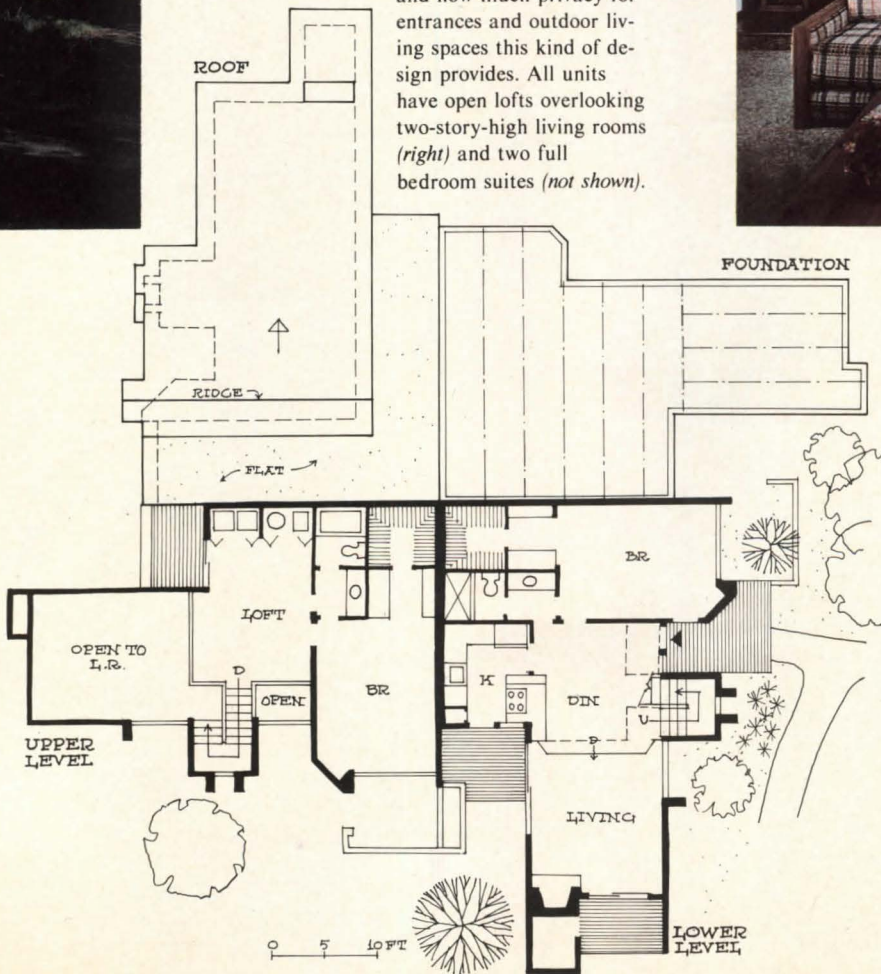 and how much privacy for
entrances and outdoor liv-
ing spaces this kind of de-
sign provides. All units
have open lofts overlooking
two-story-high living rooms
(right) and two full
bedroom suites (not shown).
ROOF
FOUNDATION
RIDGE
FLAT
LOFT
BR
OPEN TO
L.R.
D
OPEN
BR
K
DIN
U
D
UPPER
LEVEL
LIVING
LOWER
LEVEL
0 5 10 FT